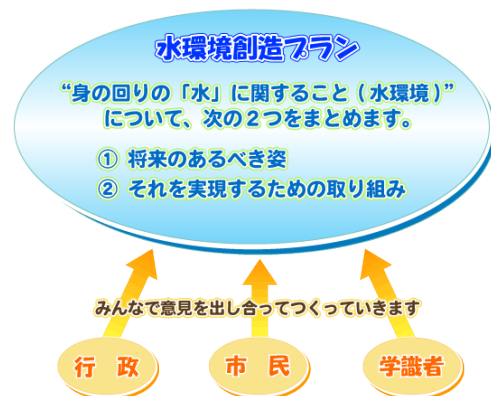 水環境創造プラン
“身の回りの「水」に関すること(水環境)”
について、次の2つをまとめます。
① 将来のあるべき姿
② それを実現するための取り組み
みんなで意見を出し合ってつくっていきます
行 政
市 民
学識者